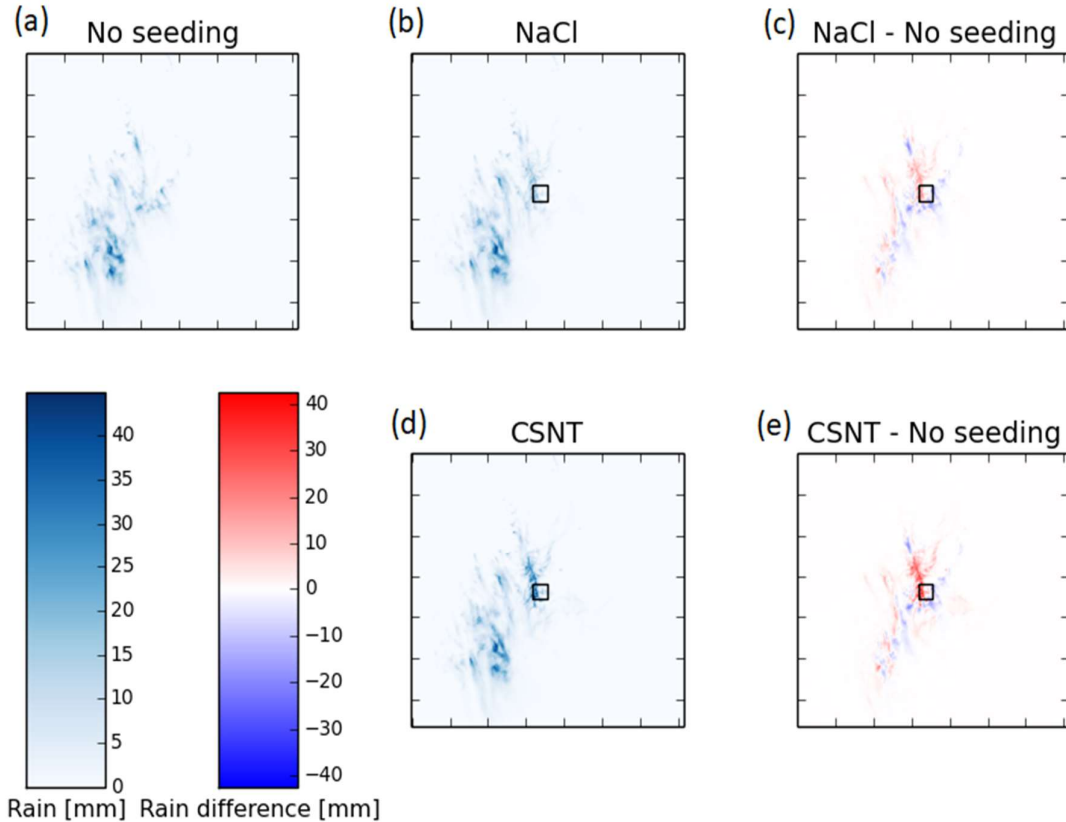 (a)
No seeding
(b)
NaCl
(c)
NaCl - No seeding
40
35
30
25
20
15
10
5
0
Rain [mm]
40
30
20
10
0
−10
−20
−30
−40
Rain difference [mm]
(d)
CSNT
(e)
CSNT - No seeding